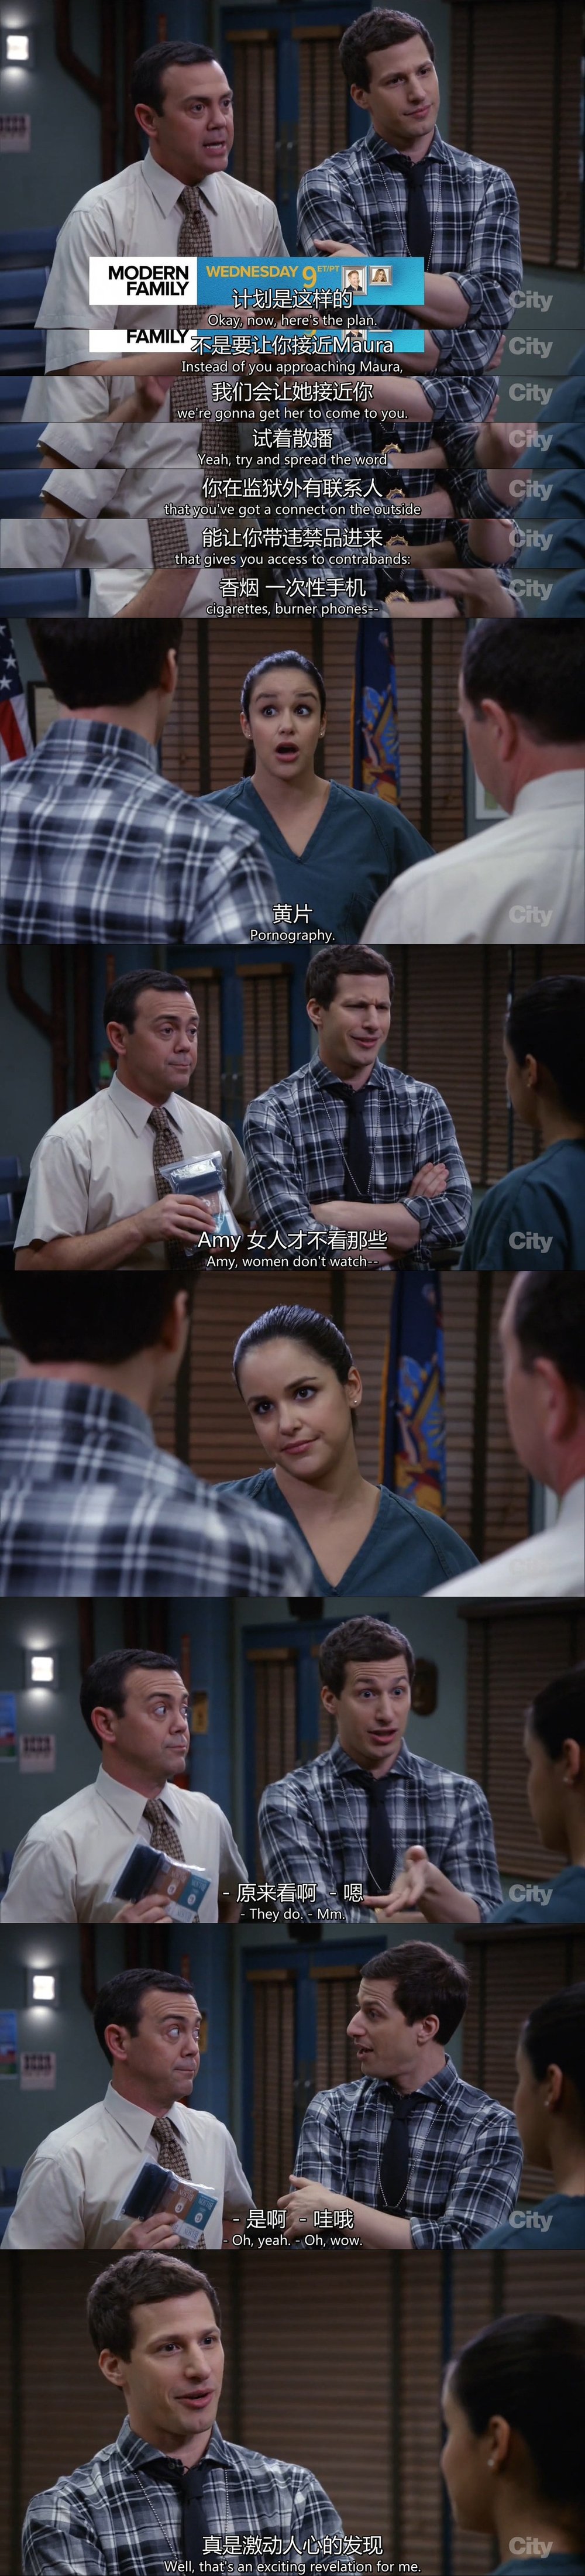 MODERN
FAMILY
WEDNESDAY 9 ET/PT
计划是这样的
Okay, now, here's the plan.
City
FAMILY
不是要让你接近Maura
Instead of you approaching Maura,
City
我们会让她接近你
we're gonna get her to come to you.
City
试着散播
Yeah, try and spread the word
City
你在监狱外有联系人
that you've got a connect on the outside
City
能让你带违禁品进来
that gives you access to contrabands:
City
香烟 一次性手机
cigarettes, burner phones--
City
黄片
Pornography.
City
Amy 女人才不看那些
Amy, women don't watch--
City
- 原来看啊 - 嗯
- They do. - Mm.
City
- 是啊 - 哇哦
- Oh, yeah. - Oh, wow.
City
真是激动人心的发现
Well, that's an exciting revelation for me.
City